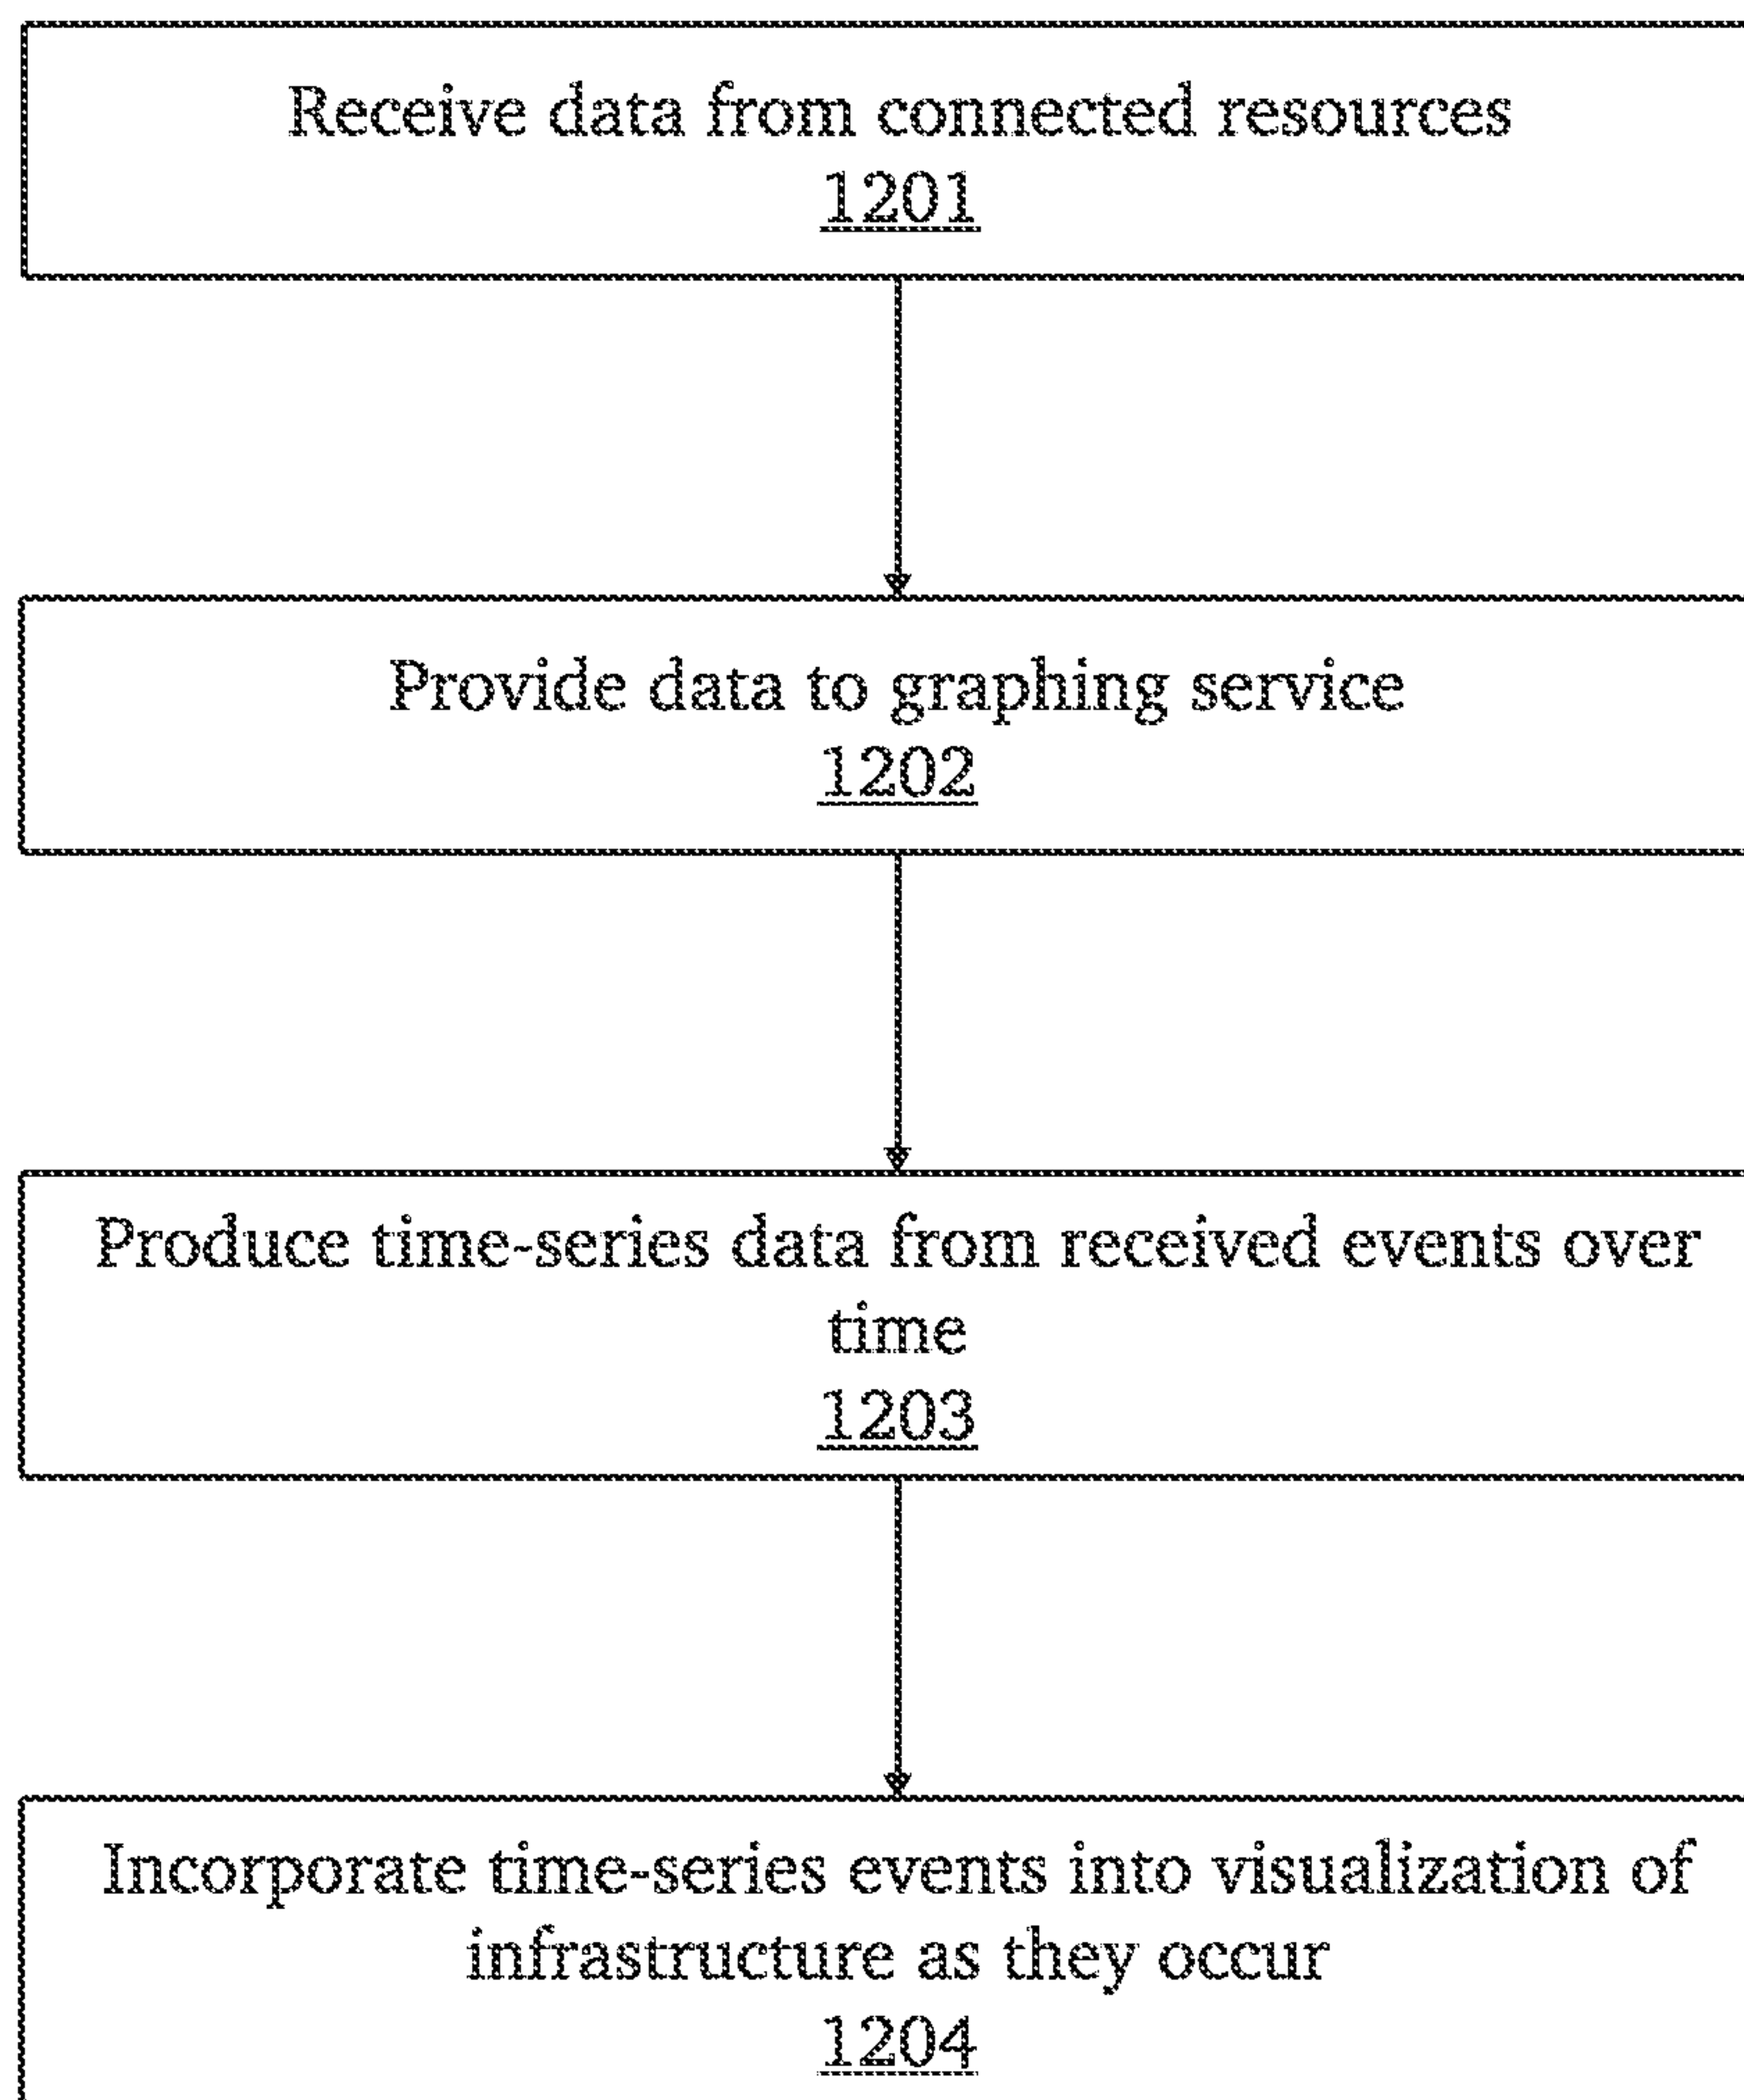 Receive data from connected resources
1201
Provide data to graphing service
1202
Produce time-series data from received events over
time
1203
Incorporate time-series events into visualization of
infrastructure as they occur
1204